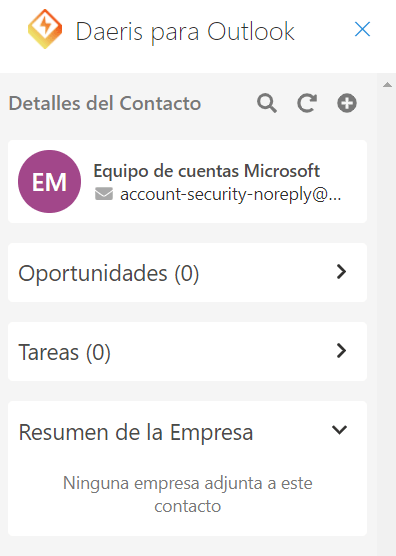 Daeris para Outlook
Detalles del Contacto
EM
Equipo de cuentas Microsoft
account-security-noreply@...
Oportunidades (0)
Tareas (0)
Resumen de la Empresa
Ninguna empresa adjunta a este
contacto